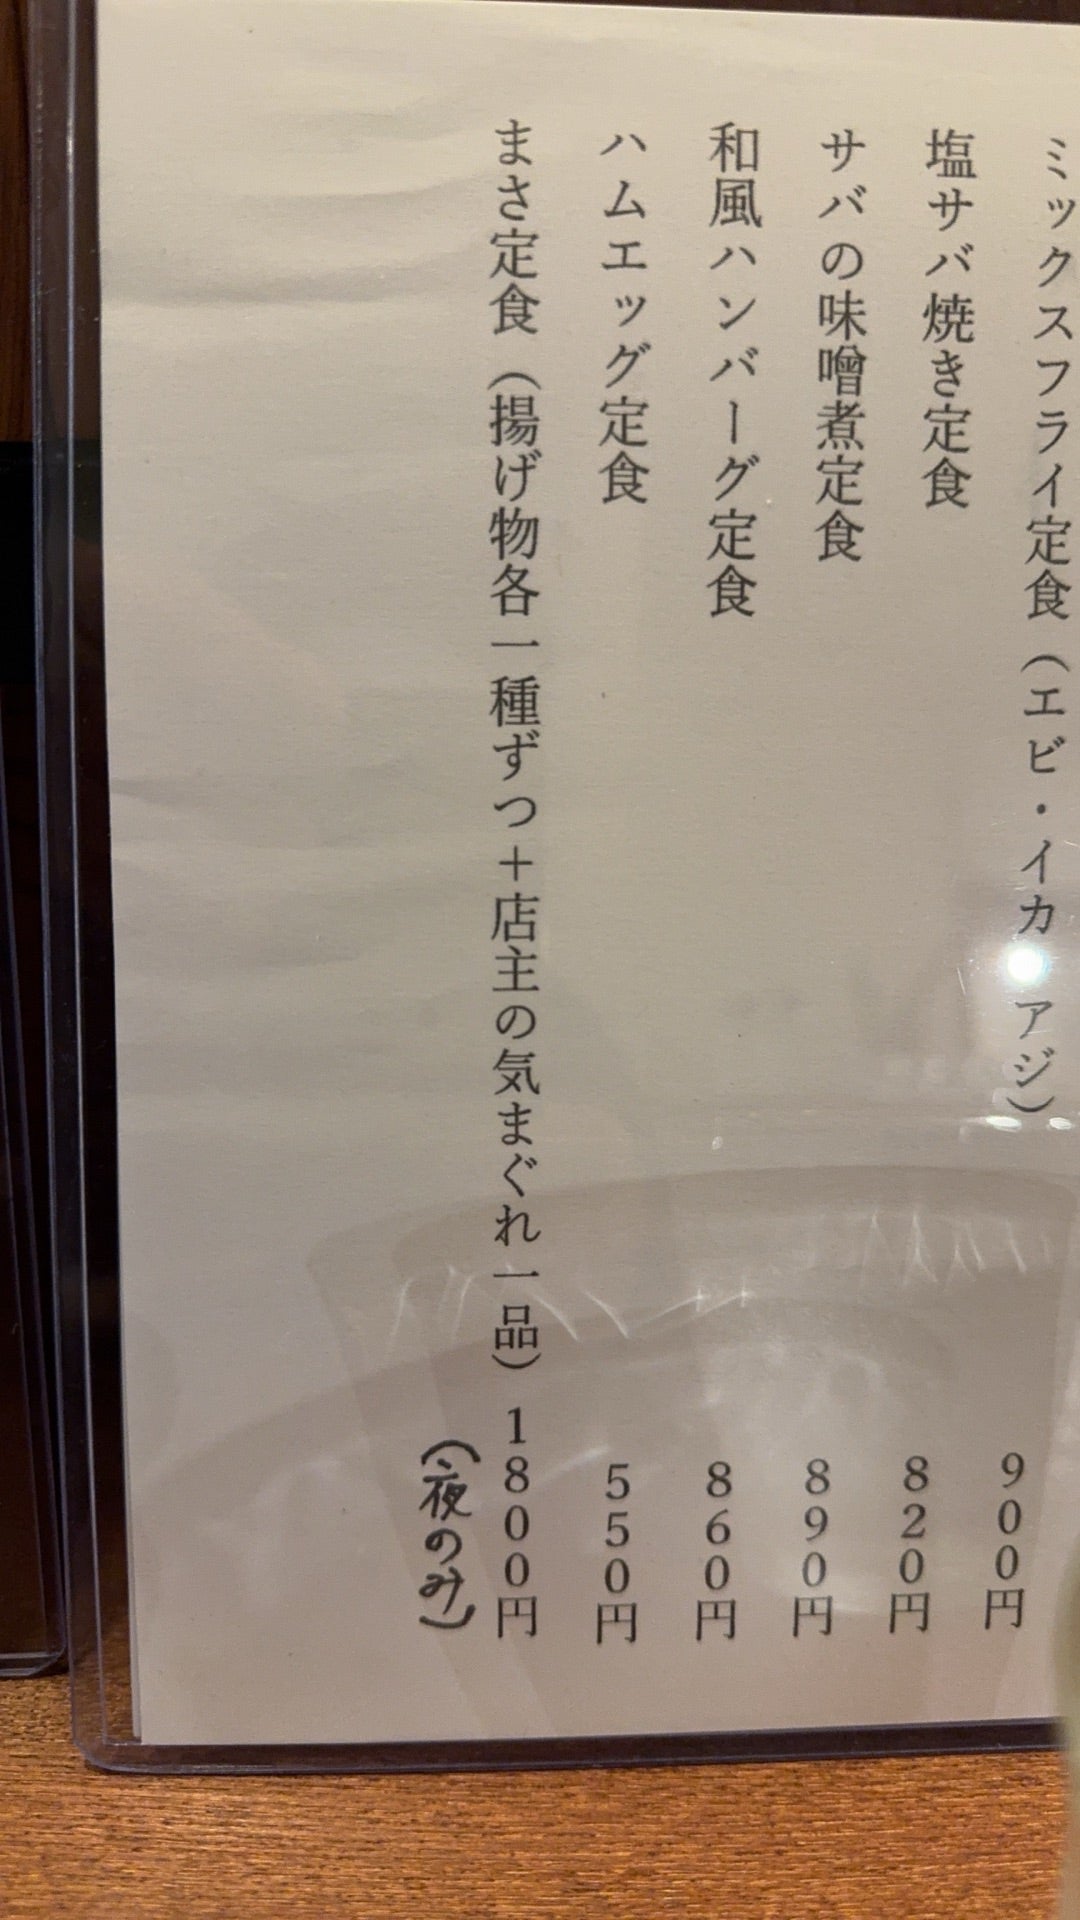 ミックスフライ定食（エビ・イカ アジ） 900円
塩サバ焼き定食 820円
サバの味噌煮定食 890円
和風ハンバーグ定食 860円
ハムエッグ定食 550円
まさ定食（揚げ物各一種ずつ＋店主の気まぐれ一品） 1800円
（夜のみ）